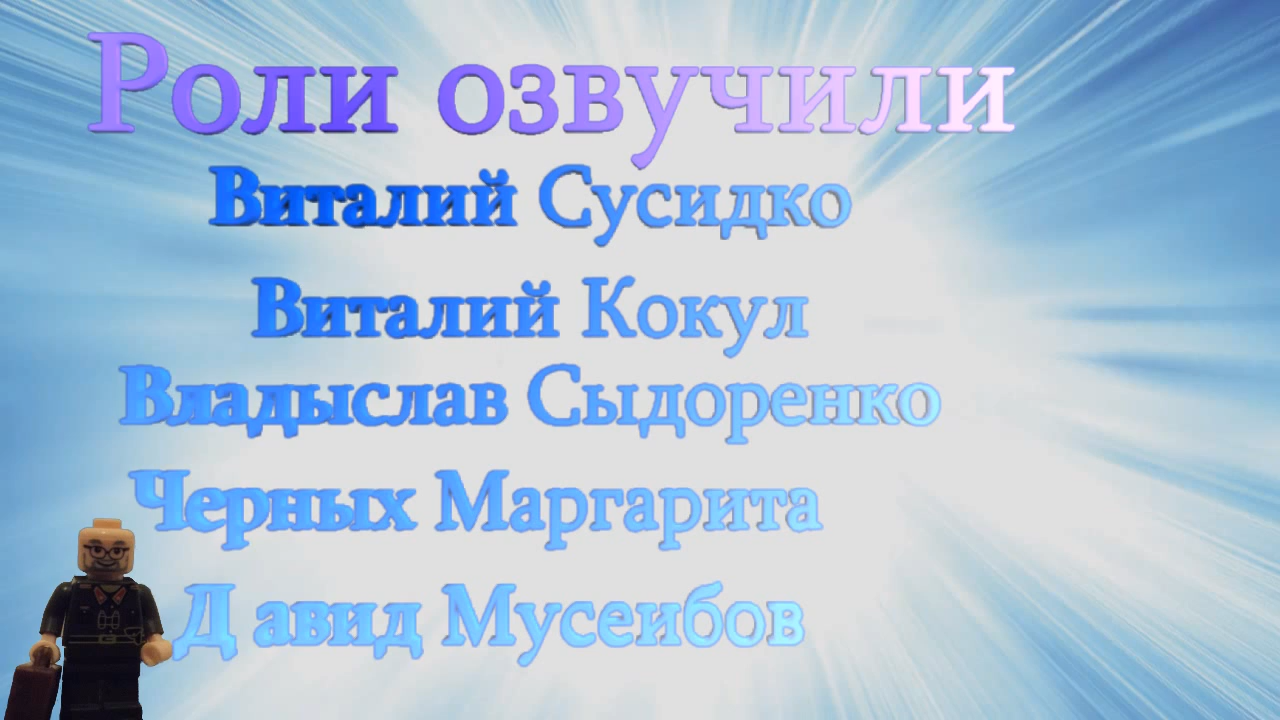 Роли озвучили
Виталий Сусидко
Виталий Кокул
Владыслав Сыдоренко
Черных Маргарита
Д авид Мусеибов